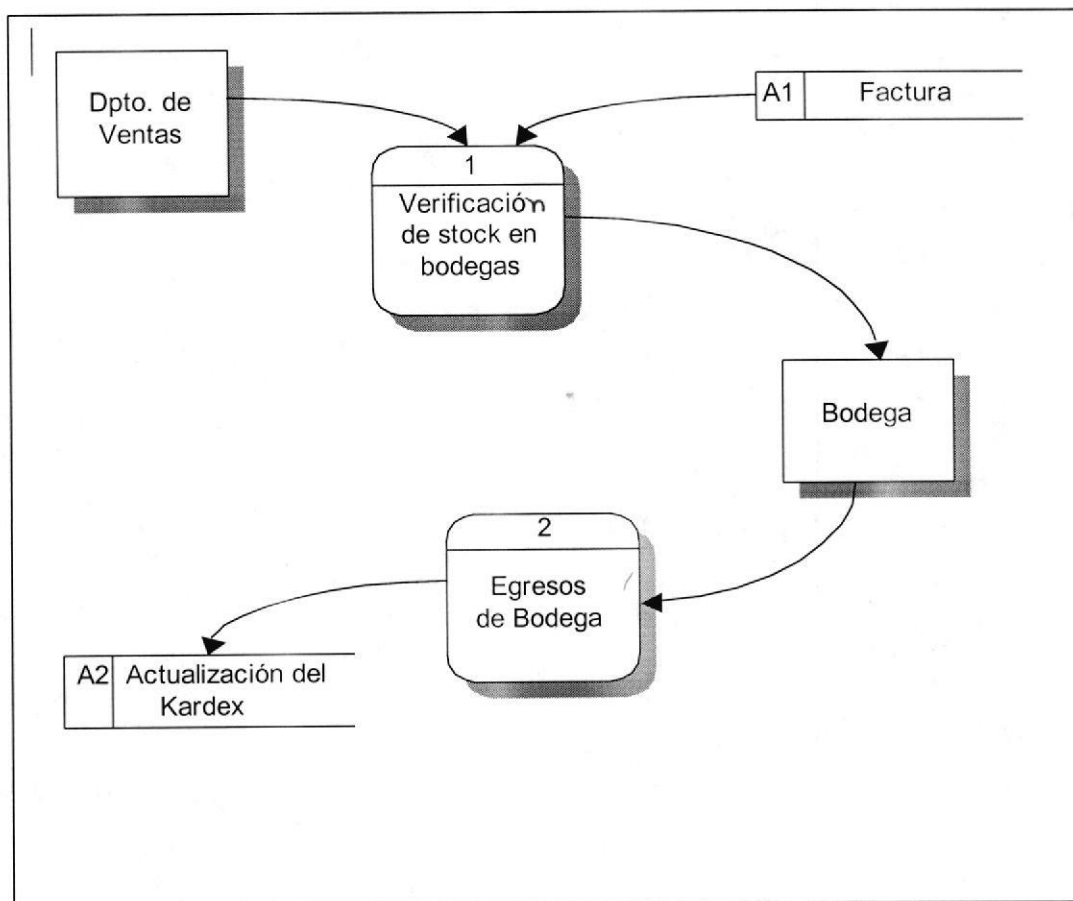 Dpto. de
Ventas
A1 Factura
1
Verificación
de stock en
bodegas
Bodega
2
Egresos
de Bodega
A2 Actualización del
Kardex